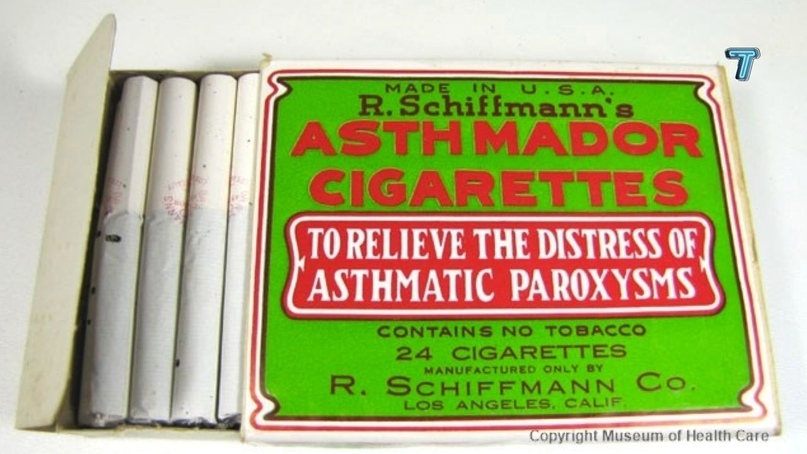 MADE IN U.S.A.
R. Schiffmann's
ASTHMADOR
CIGARETTES
TO RELIEVE THE DISTRESS OF
ASTHMATIC PAROXYSMS
CONTAINS NO TOBACCO
24 CIGARETTES
MANUFACTURED ONLY BY
R. SCHIFFMANN CO.
LOS ANGELES, CALIF.
T
Copyright Museum of Health Care